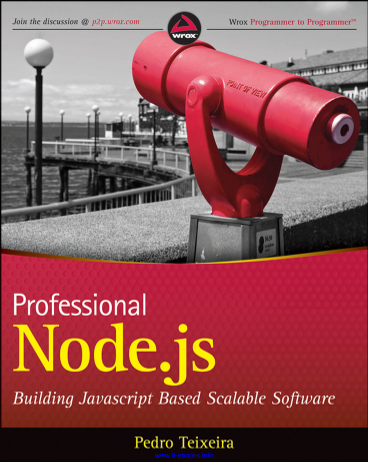 Join the discussion @ p2p.wrox.com
Wrox Programmer to Programmer™
wrox
POINT OF VIEW
Professional
Node.js
Building Javascript Based Scalable Software
Pedro Teixeira